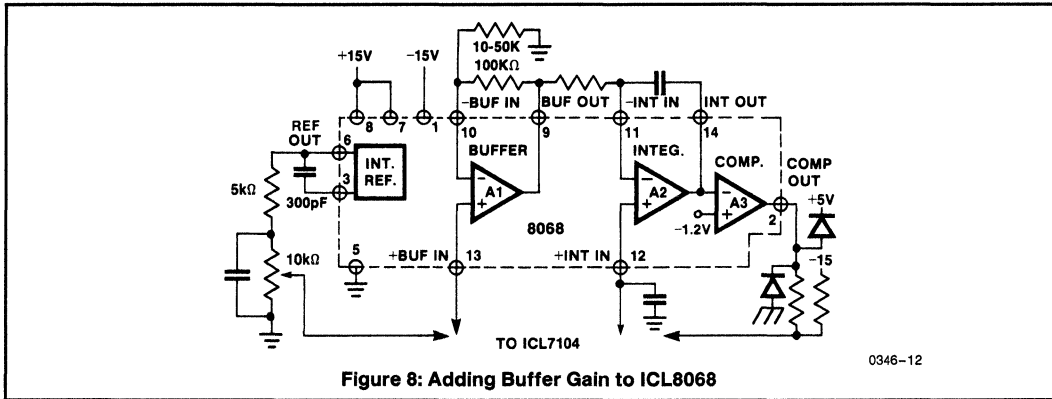 10-50K
100KΩ
+15V
-15V
-BUF IN
BUF OUT
-INT IN
INT OUT
8
7
1
10
9
11
14
REF
OUT
6
3
INT.
REF.
BUFFER
INTEG.
COMP.
COMP
OUT
A1
A2
A3
-
+
-
+
-
+
5kΩ
300pF
8068
-1.2V
2
+5V
5
+BUF IN
13
+INT IN
12
-15
10kΩ
TO ICL7104
0346-12
Figure 8: Adding Buffer Gain to ICL8068